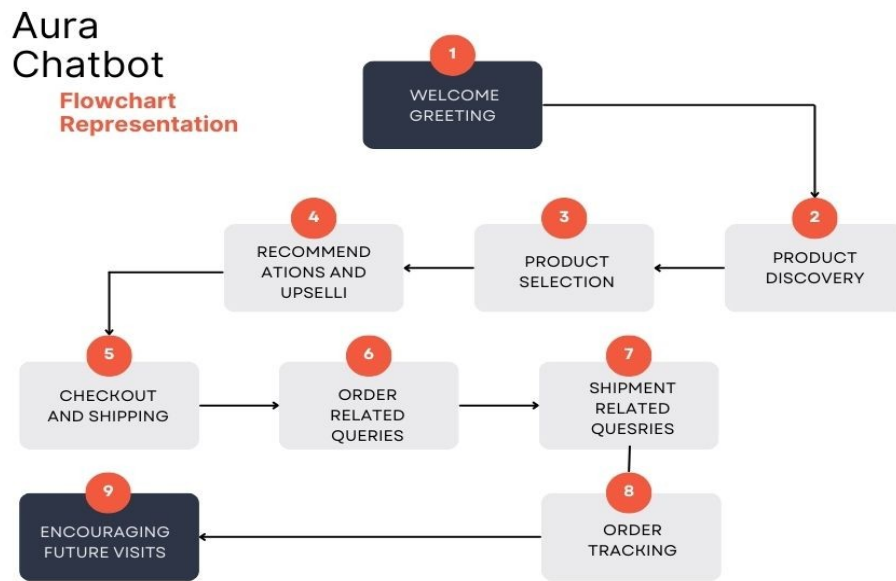 Aura
Chatbot
Flowchart
Representation
1
WELCOME
GREETING
2
PRODUCT
DISCOVERY
3
PRODUCT
SELECTION
4
RECOMMEND
ATIONS AND
UPSELLI
5
CHECKOUT
AND SHIPPING
6
ORDER
RELATED
QUERIES
7
SHIPMENT
RELATED
QUESRIES
8
ORDER
TRACKING
9
ENCOURAGING
FUTURE VISITS